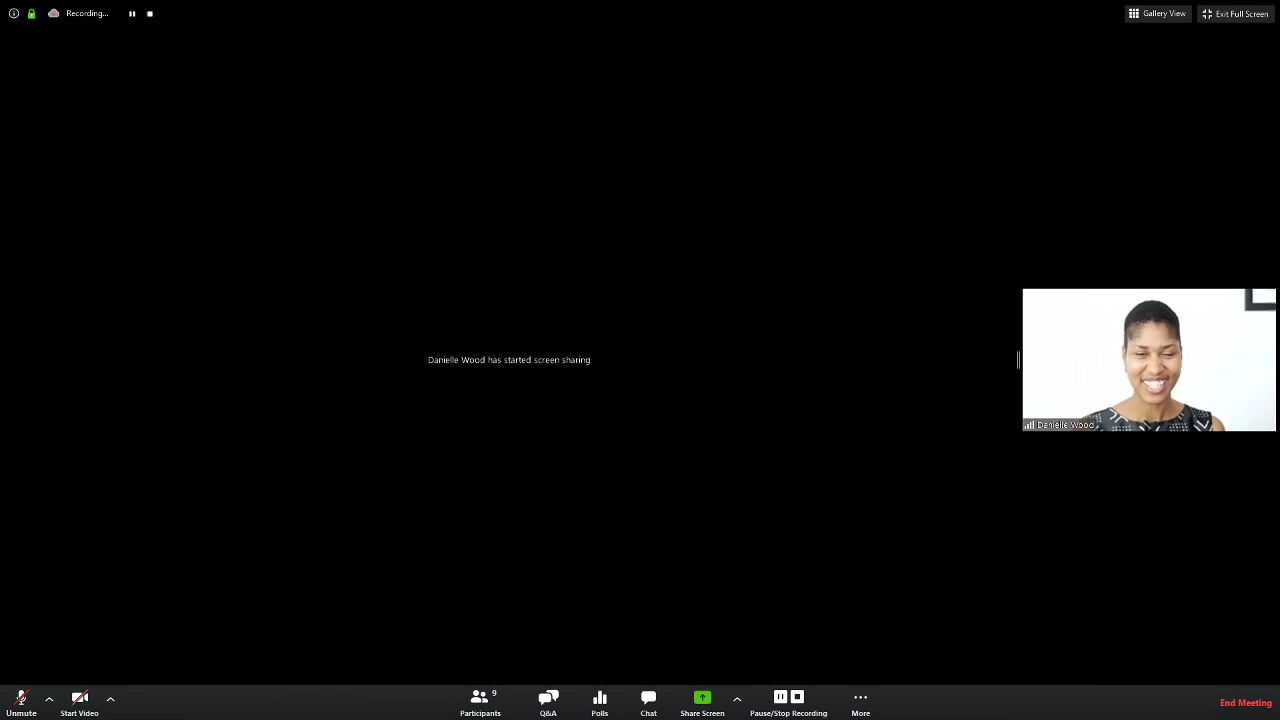 Recording...
Gallery View
Exit Full Screen
Danielle Wood has started screen sharing
Danielle Wood
Unmute
Start Video
9
Participants
Q&A
Polls
Chat
Share Screen
Pause/Stop Recording
More
End Meeting